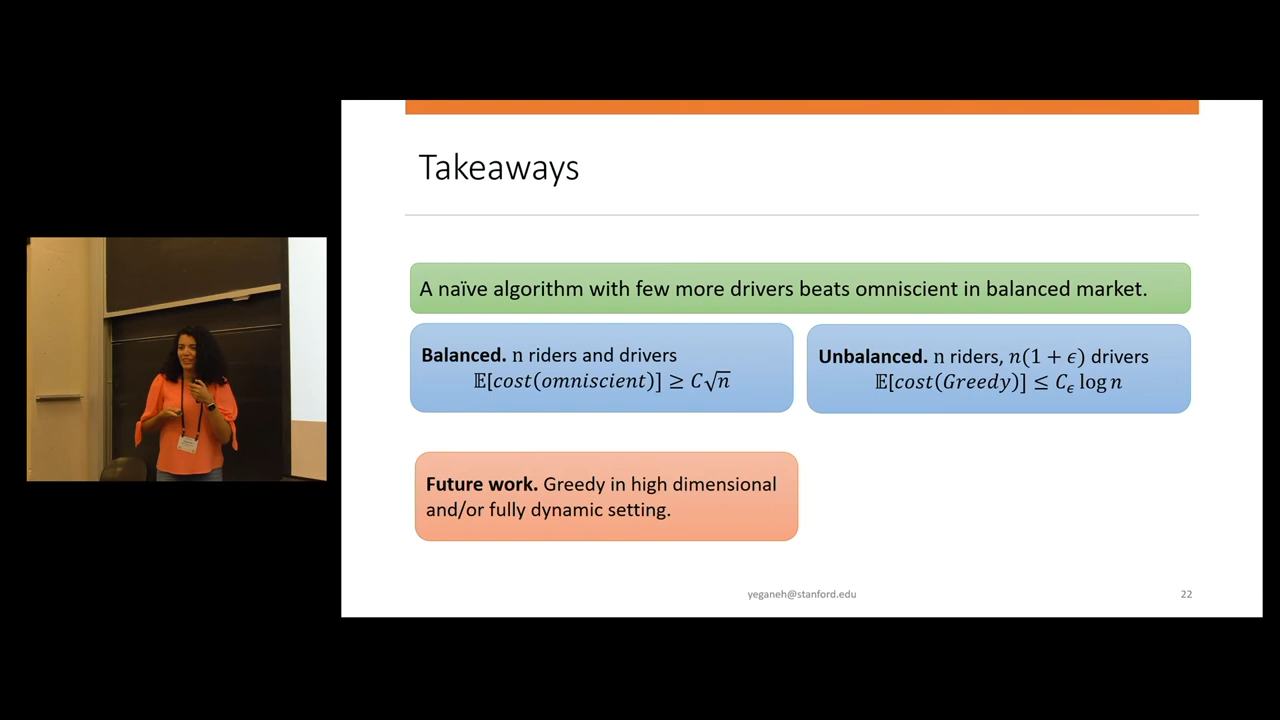 Takeaways
A naïve algorithm with few more drivers beats omniscient in balanced market.
Balanced. n riders and drivers
𝔼[cost(omniscient)] ≥ C√n
Unbalanced. n riders, n(1 + ϵ) drivers
𝔼[cost(Greedy)] ≤ C_ϵ log n
Future work. Greedy in high dimensional
and/or fully dynamic setting.
yeganeh@stanford.edu
22